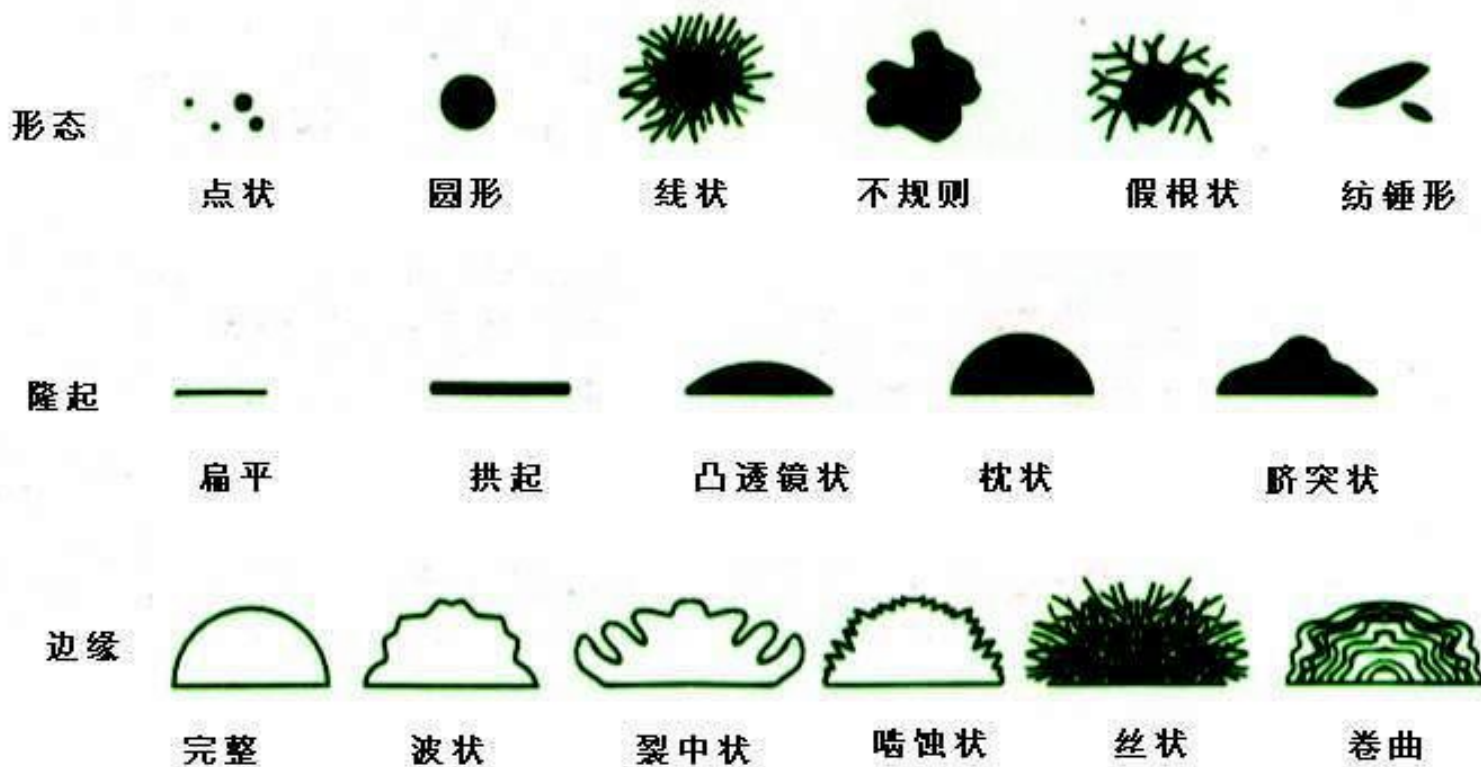 形态
点状 圆形 线状 不规则 假根状 纺锤形
隆起
扁平 拱起 凸透镜状 枕状 脐突状
边缘
完整 波状 裂中状 啮蚀状 丝状 卷曲